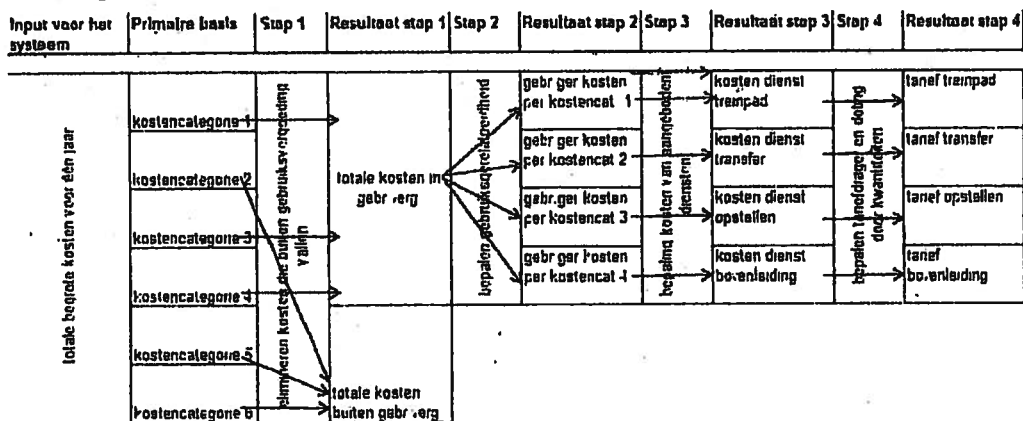 Input voor het systeem
Primaire basis
Stap 1
Resultaat stap 1
Stap 2
Resultaat stap 2
Stap 3
Resultaat stap 3
Stap 4
Resultaat stap 4
totale begrote kosten voor één jaar
kostencategorie 1
kostencategorie 2
kostencategorie 3
kostencategorie 4
kostencategorie 5
kostencategorie 6
elimineren kosten die buiten gebruiksvergoeding
vallen
totale kosten in
gebr.verg
totale kosten
buiten gebr.verg
bepalen gebruiksgerelateerdheid
gebr ger kosten
per kostencat 1
gebr ger kosten
per kostencat 2
gebr.ger kosten
per kostencat 3
gebr ger kosten
per kostencat 4
bepaling kosten van aangeboden
diensten
kosten dienst
treinpad
kosten dienst
transfer
kosten dienst
opstellen
kosten dienst
bovenleiding
bepalen tariefdrager en deling
door kwantiteiten
tarief treinpad
tarief transfer
tarief opstellen
tarief
bovenleiding